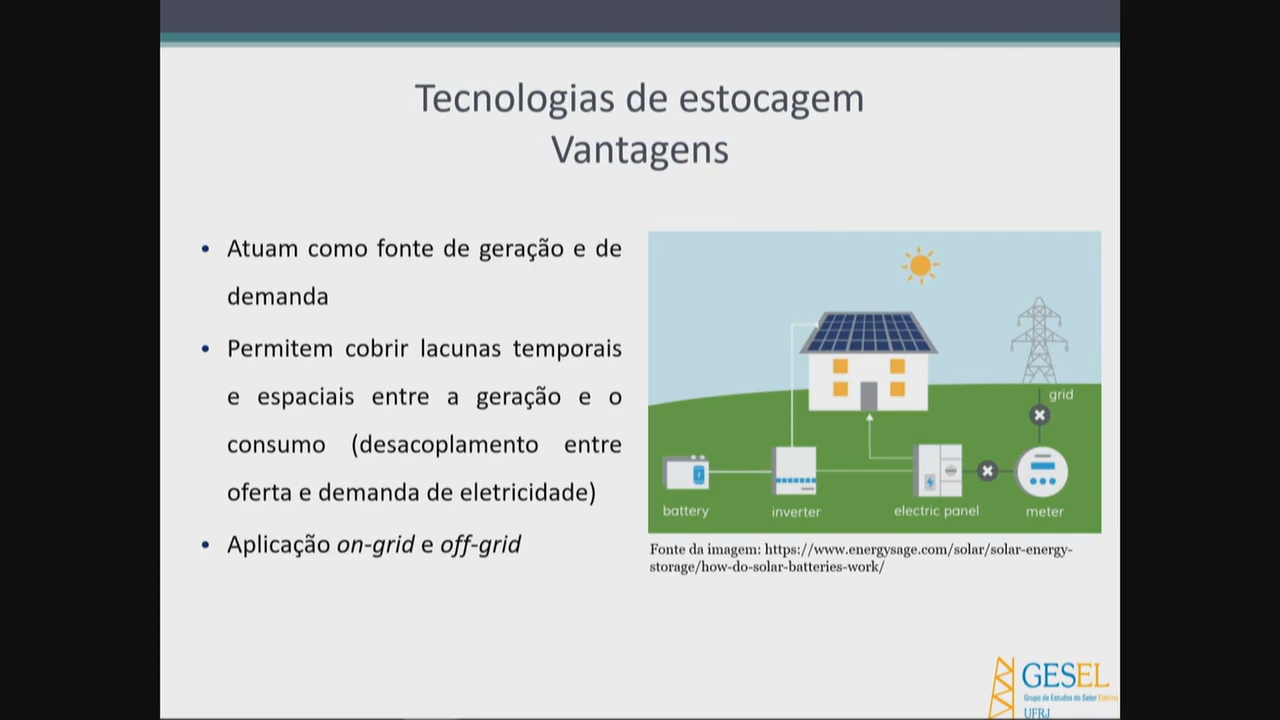 Tecnologias de estocagem
Vantagens
• Atuam como fonte de geração e de
demanda
• Permitem cobrir lacunas temporais
e espaciais entre a geração e o
consumo (desacoplamento entre
oferta e demanda de eletricidade)
• Aplicação on-grid e off-grid
grid
battery
inverter
electric panel
meter
Fonte da imagem: https://www.energysage.com/solar/solar-energy-
storage/how-do-solar-batteries-work/
GESEL
Grupo de Estudos do Setor Elétrico
UFRJ